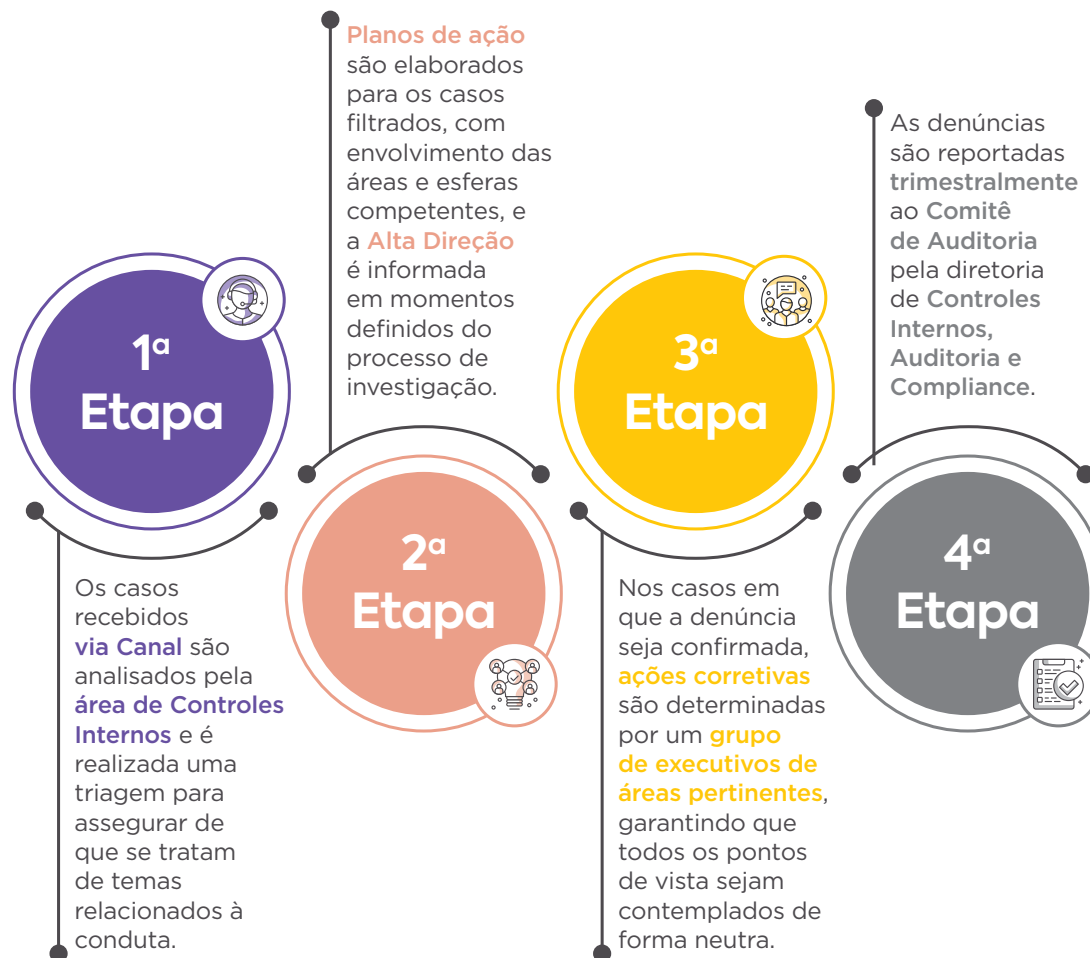 1ª
Etapa
Os casos
recebidos
via Canal são
analisados pela
área de Controles
Internos e é
realizada uma
triagem para
assegurar de
que se tratam
de temas
relacionados à
conduta.
Planos de ação
são elaborados
para os casos
filtrados, com
envolvimento das
áreas e esferas
competentes, e
a Alta Direção
é informada
em momentos
definidos do
processo de
investigação.
2ª
Etapa
3ª
Etapa
Nos casos em
que a denúncia
seja confirmada,
ações corretivas
são determinadas
por um grupo
de executivos de
áreas pertinentes,
garantindo que
todos os pontos
de vista sejam
contemplados de
forma neutra.
As denúncias
são reportadas
trimestralmente
ao Comitê
de Auditoria
pela diretoria
de Controles
Internos,
Auditoria e
Compliance.
4ª
Etapa